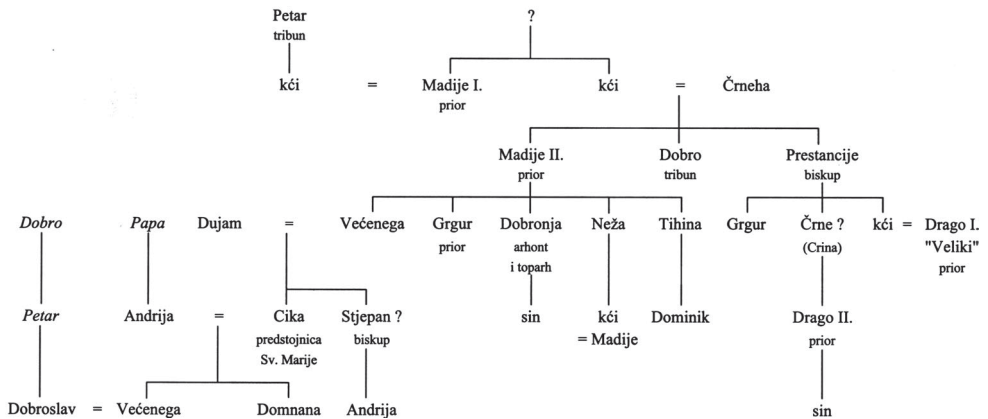 Petar ?
tribun
kći = Madije I. kći = Črneha
prior
Madije II. Dobro Prestancije
prior tribun biskup
Dobro Papa Dujam = Većenega Grgur Dobronja Neža Tihina Grgur Črne ? kći = Drago I.
prior arhont (Crina) "Veliki"
i toparh prior
Petar Andrija = Cika Stjepan ? sin kći Dominik Drago II.
predstojnica biskup = Madije prior
Sv. Marije
Dobroslav = Većenega Domnana Andrija sin